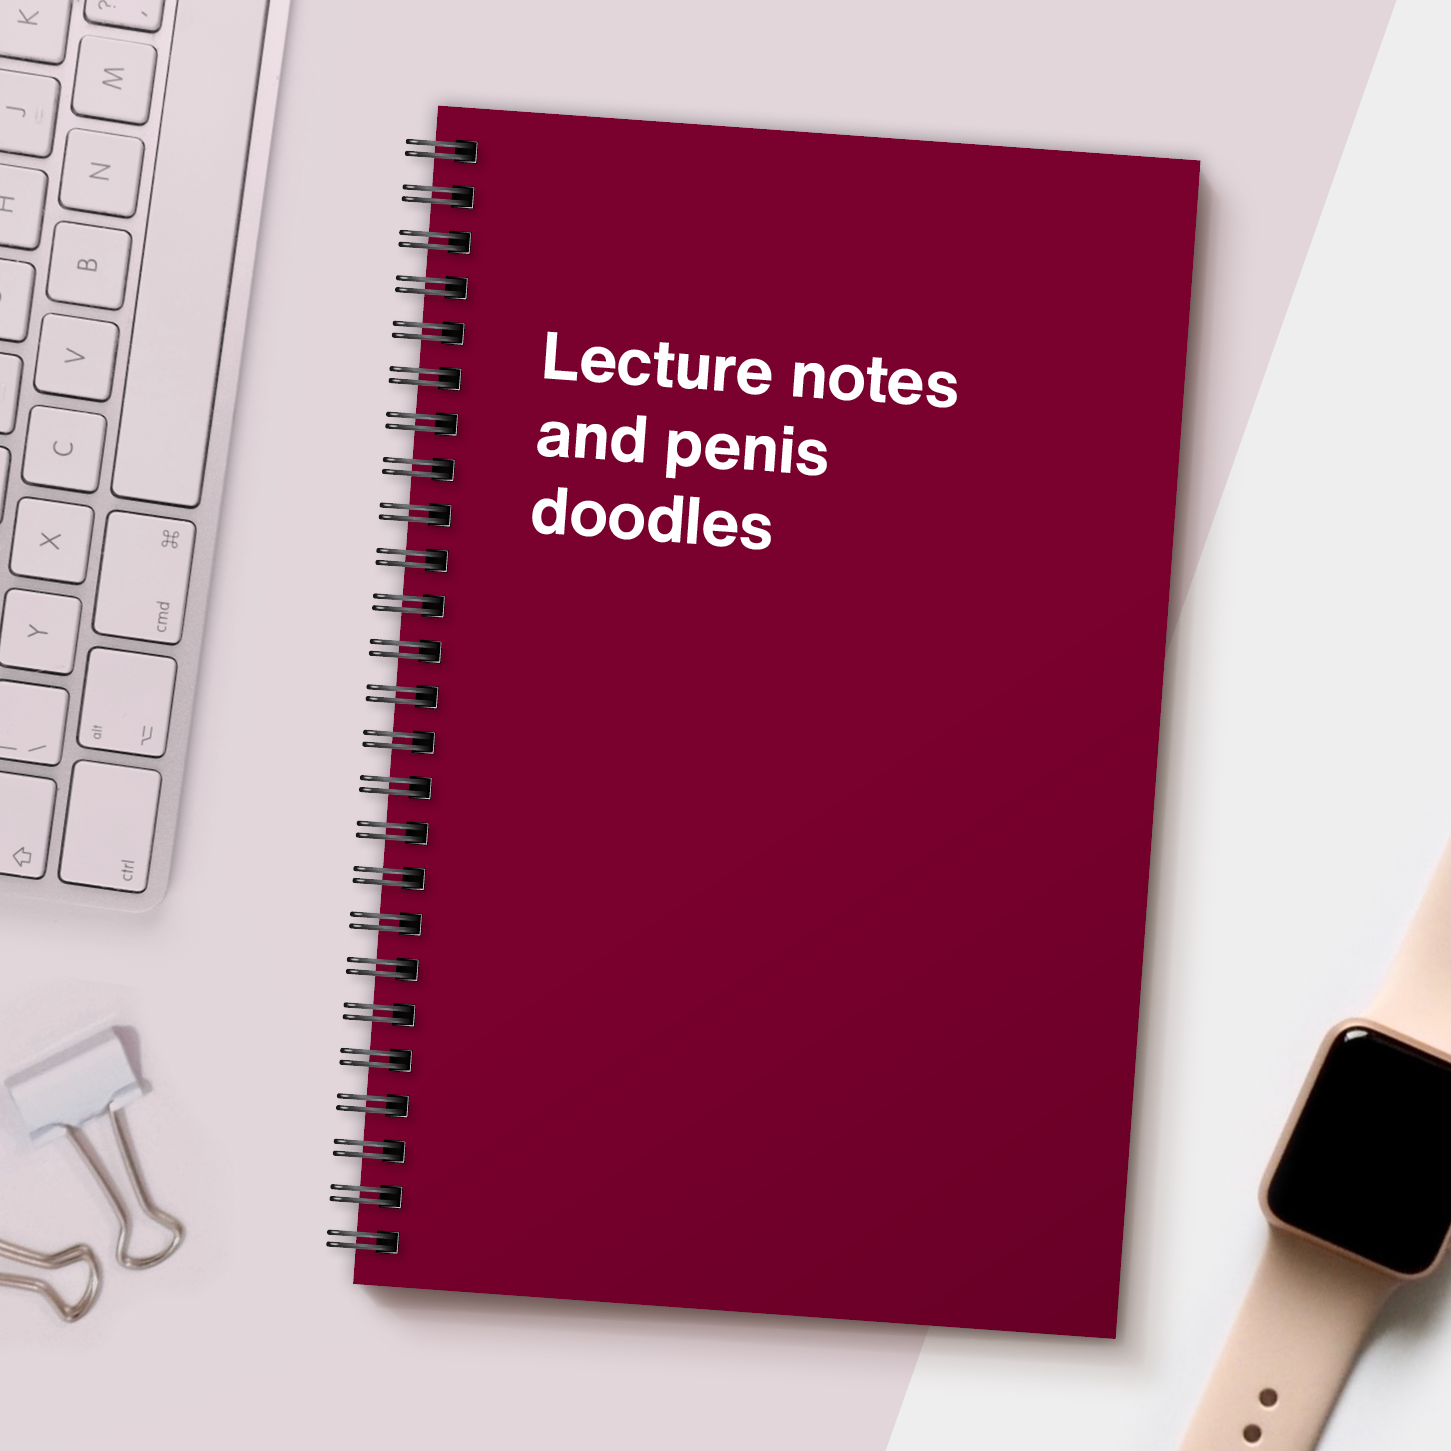 Lecture notes
and penis
doodles
K
?
,
M
J
N
H
B
V
C
X
⌘
cmd
Y
alt
⌥
|
\
⇧
ctrl